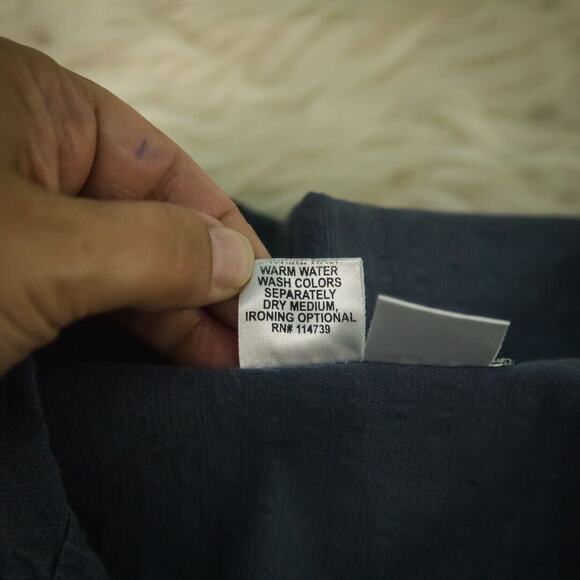 WARM WATER
WASH COLORS
SEPARATELY
DRY MEDIUM,
IRONING OPTIONAL
RN# 114739